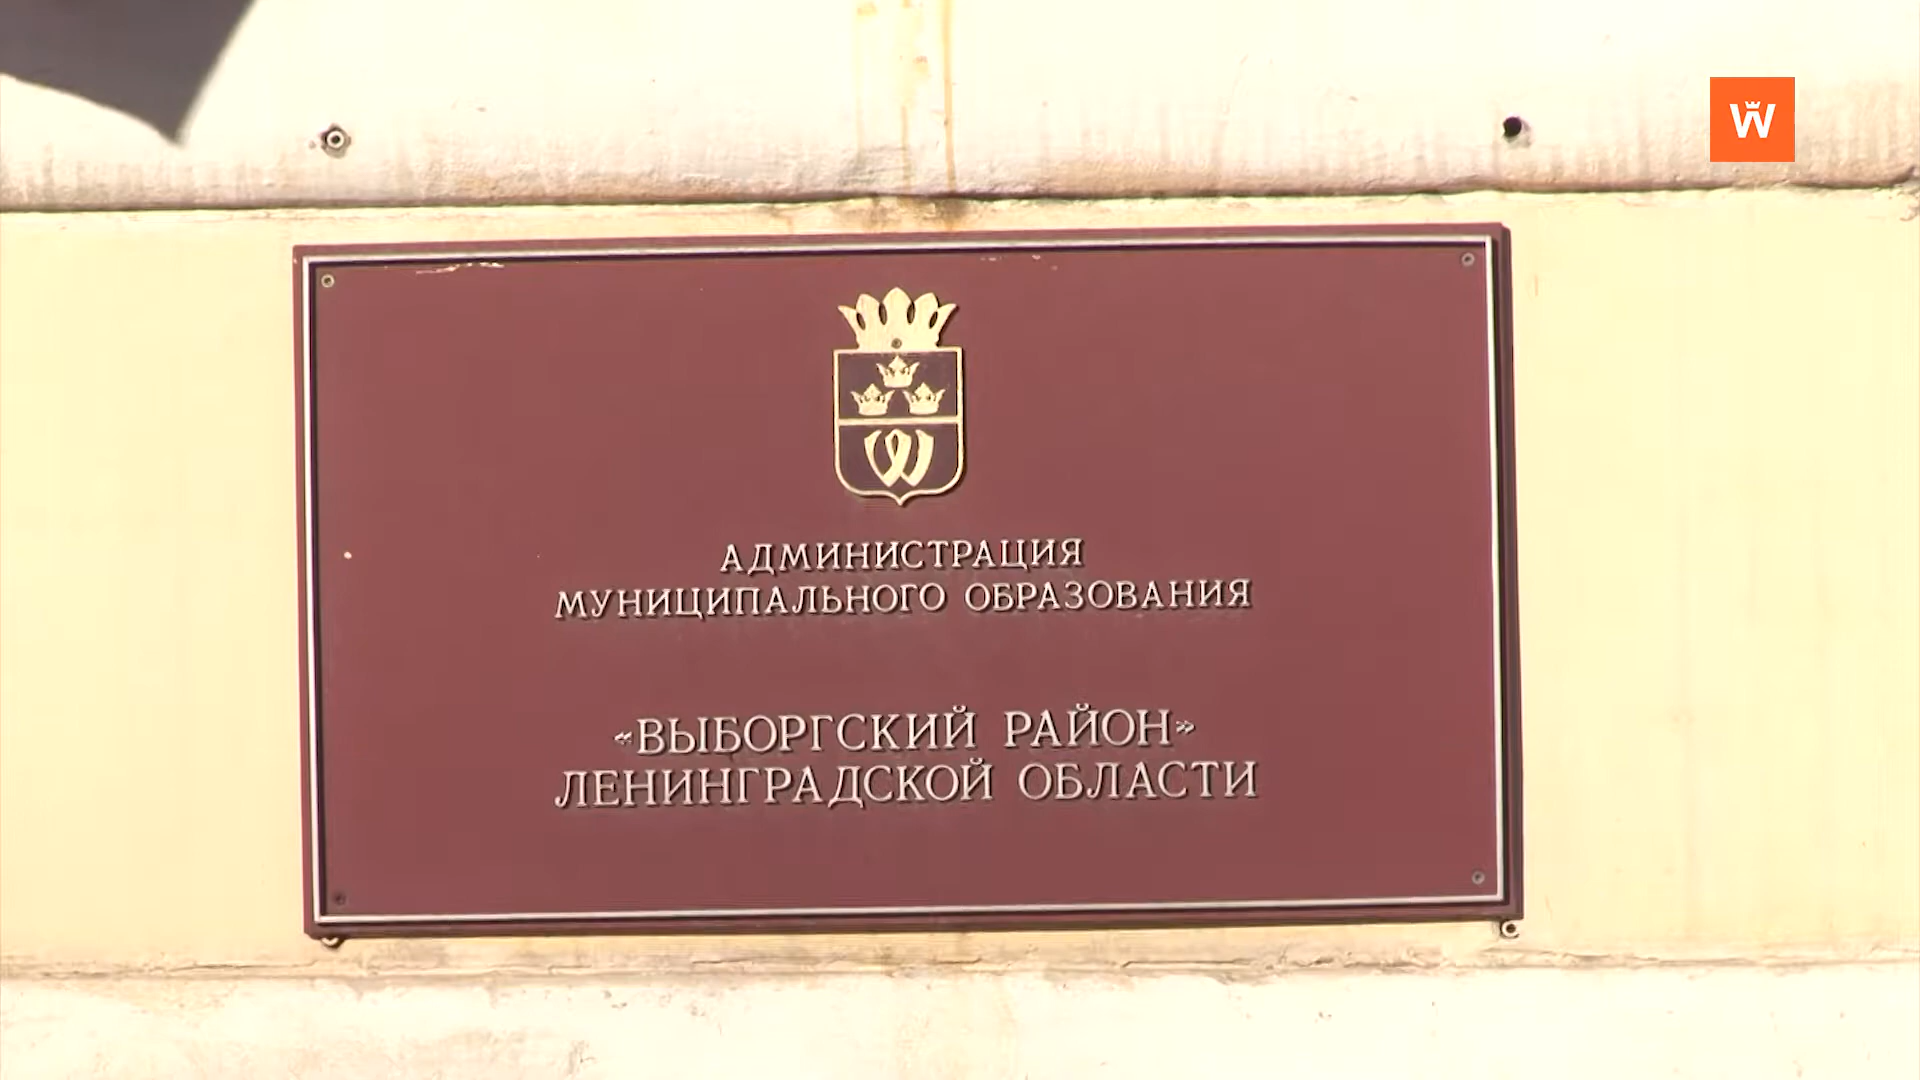 W
АДМИНИСТРАЦИЯ
МУНИЦИПАЛЬНОГО ОБРАЗОВАНИЯ
«ВЫБОРГСКИЙ РАЙОН»
ЛЕНИНГРАДСКОЙ ОБЛАСТИ